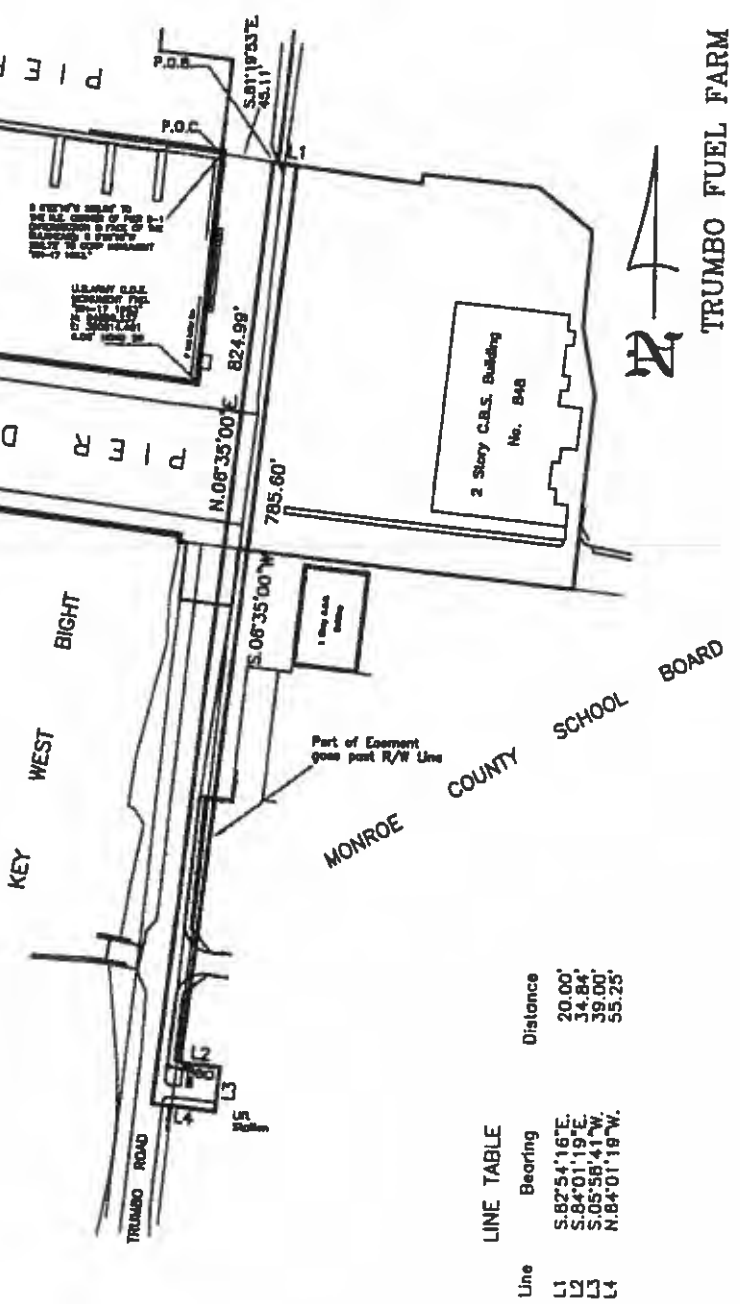 PIER
P.O.B.
S.81°19'53"E.
45.11'
P.O.C.
L1
824.99'
N.06°35'00"E
785.60'
S.06°35'00"W
PIER D
2 Story C.B.S. Building
No. 848
TRUMBO FUEL FARM
KEY WEST BIGHT
Part of Easement
goes past R/W Line
MONROE COUNTY SCHOOL BOARD
L2
L3
L4
Lift
Station
TRUMBO ROAD
LINE TABLE
Line Bearing Distance
L1 S.82°54'16"E. 20.00'
L2 S.84°01'19"E. 34.84'
L3 S.05°58'41"W. 39.00'
L4 N.84°01'19"W. 55.25'